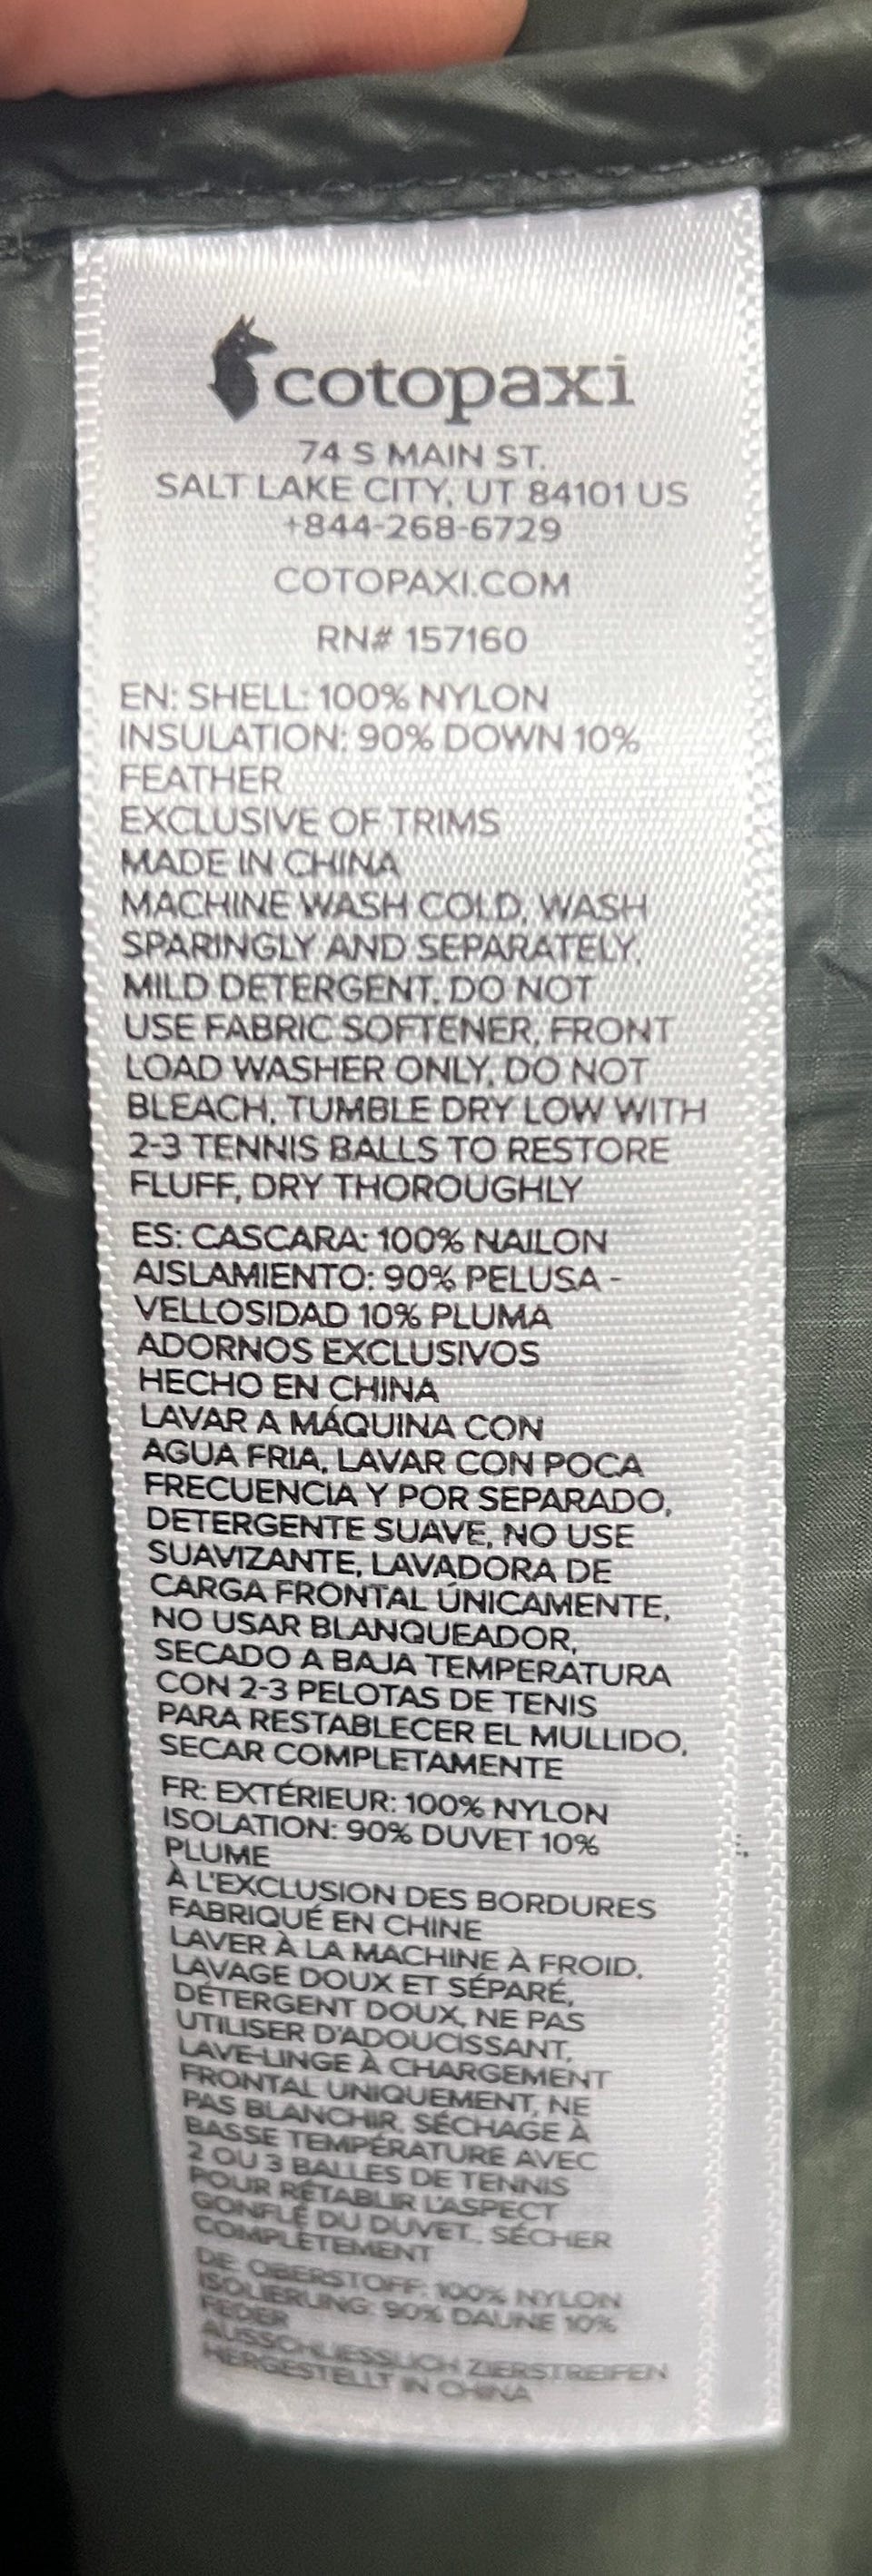 cotopaxi
74 S MAIN ST.
SALT LAKE CITY, UT 84101 US
+844-268-6729
COTOPAXI.COM
RN# 157160
EN: SHELL: 100% NYLON
INSULATION: 90% DOWN 10%
FEATHER
EXCLUSIVE OF TRIMS
MADE IN CHINA
MACHINE WASH COLD, WASH
SPARINGLY AND SEPARATELY,
MILD DETERGENT, DO NOT
USE FABRIC SOFTENER, FRONT
LOAD WASHER ONLY, DO NOT
BLEACH, TUMBLE DRY LOW WITH
2-3 TENNIS BALLS TO RESTORE
FLUFF, DRY THOROUGHLY
ES: CASCARA: 100% NAILON
AISLAMIENTO: 90% PELUSA -
VELLOSIDAD 10% PLUMA
ADORNOS EXCLUSIVOS
HECHO EN CHINA
LAVAR A MÁQUINA CON
AGUA FRIA, LAVAR CON POCA
FRECUENCIA Y POR SEPARADO,
DETERGENTE SUAVE, NO USE
SUAVIZANTE, LAVADORA DE
CARGA FRONTAL ÚNICAMENTE,
NO USAR BLANQUEADOR,
SECADO A BAJA TEMPERATURA
CON 2-3 PELOTAS DE TENIS
PARA RESTABLECER EL MULLIDO,
SECAR COMPLETAMENTE
FR: EXTÉRIEUR: 100% NYLON
ISOLATION: 90% DUVET 10%
PLUME
À L'EXCLUSION DES BORDURES
FABRIQUÉ EN CHINE
LAVER À LA MACHINE À FROID,
LAVAGE DOUX ET SÉPARÉ,
DÉTERGENT DOUX, NE PAS
UTILISER D'ADOUCISSANT,
LAVE-LINGE À CHARGEMENT
FRONTAL UNIQUEMENT, NE
PAS BLANCHIR, SÉCHAGE À
BASSE TEMPÉRATURE AVEC
2 OU 3 BALLES DE TENNIS
POUR RÉTABLIR L'ASPECT
GONFLÉ DU DUVET., SÉCHER
COMPLÈTEMENT
DE: OBERSTOFF: 100% NYLON
ISOLIERUNG: 90% DAUNE 10%
FEDER
AUSSCHLIESSLICH ZIERSTREIFEN
HERGESTELLT IN CHINA